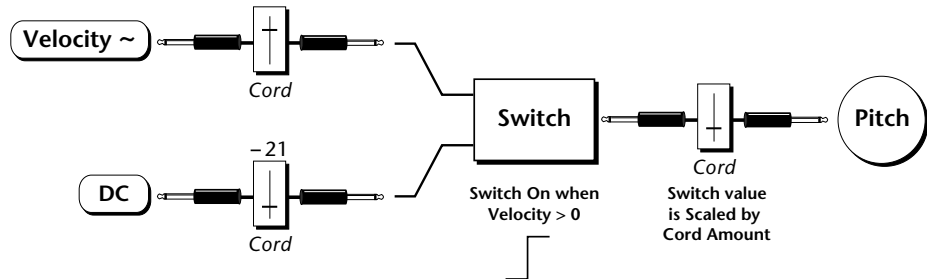 Velocity ~
Cord
– 21
DC
Cord
Switch
Switch On when
Velocity > 0
Cord
Switch value
is Scaled by
Cord Amount
Pitch